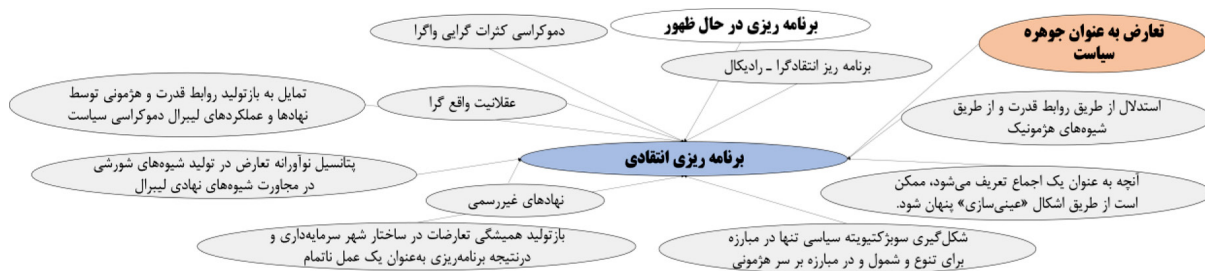 برنامه ریزی در حال ظهور
تعارض به عنوان جوهره
سیاست
دموکراسی کثرات گرایی واگرا
برنامه ریز انتقادگرا ـ رادیکال
استدلال از طریق روابط قدرت و از طریق
شیوه‌های هژمونیک
عقلانیت واقع گرا
تمایل به بازتولید روابط قدرت و هژمونی توسط
نهادها و عملکردهای لیبرال دموکراسی سیاست
برنامه ریزی انتقادی
پتانسیل نوآورانه تعارض در تولید شیوه‌های شورشی
در مجاورت شیوه‌های نهادی لیبرال
آنچه به عنوان یک اجماع تعریف می‌شود، ممکن
است از طریق اشکال «عینی‌سازی» پنهان شود.
نهادهای غیررسمی
شکل‌گیری سوبژکتیویته سیاسی تنها در مبارزه
برای تنوع و شمول و در مبارزه بر سر هژمونی
بازتولید همیشگی تعارضات در ساختار شهر سرمایه‌داری و
درنتیجه برنامه‌ریزی به‌عنوان یک عمل ناتمام